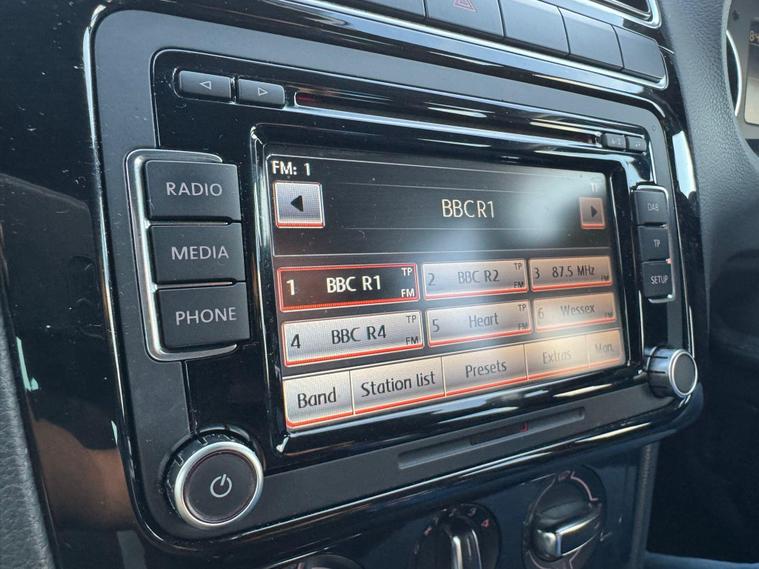 RADIO
MEDIA
PHONE
FM: 1
TP
BBC R1
1 BBC R1 TP FM
2 BBC R2 TP FM
3 87.5 MHz
4 BBC R4 FM
5 Heart TP FM
6 Wessex FM
Band Station list Presets Extras Man.
DAB
TP
SETUP
4